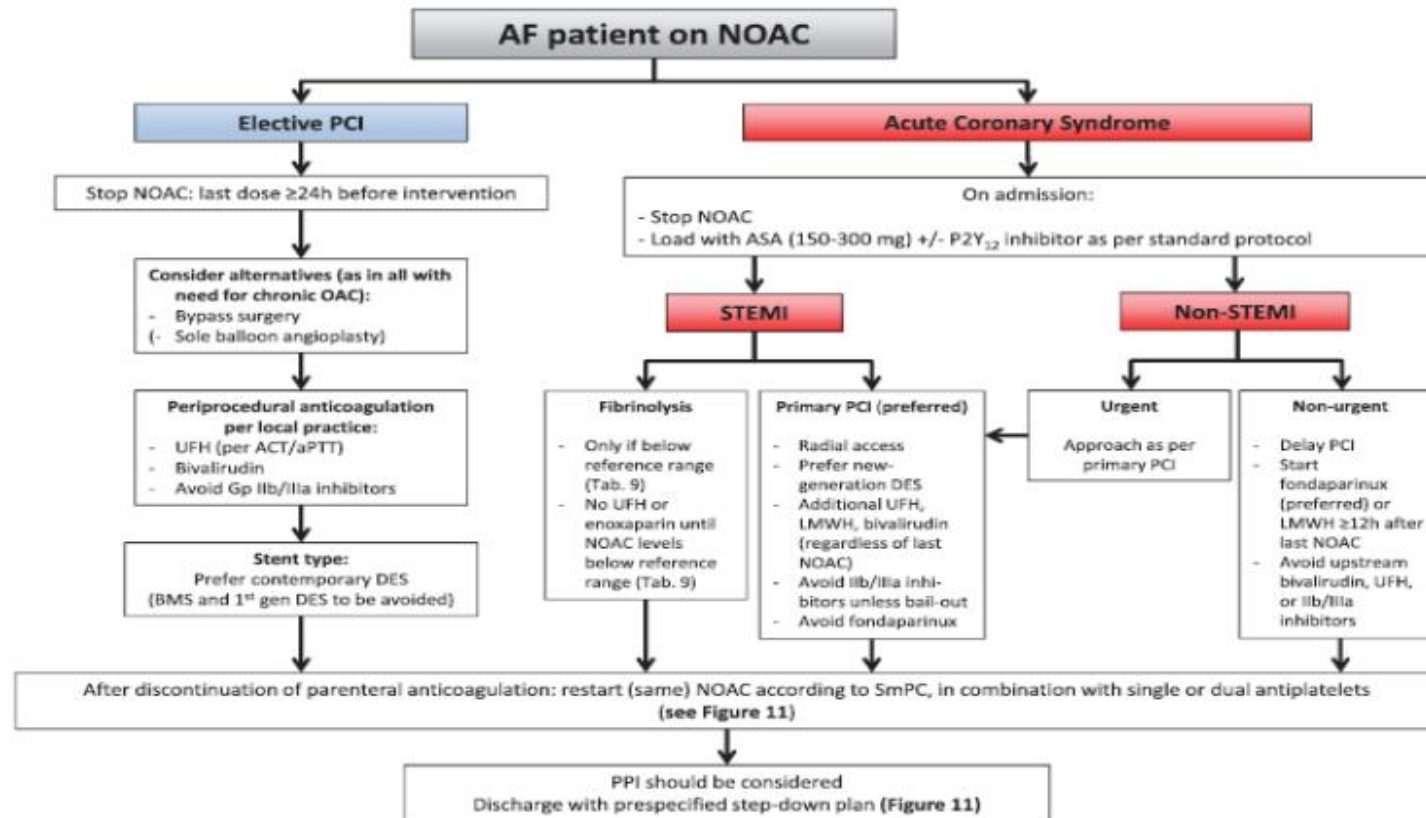 AF patient on NOAC
Elective PCI
Stop NOAC: last dose ≥24h before intervention
Consider alternatives (as in all with
need for chronic OAC):
- Bypass surgery
(- Sole balloon angioplasty)
Periprocedural anticoagulation
per local practice:
- UFH (per ACT/aPTT)
- Bivalirudin
- Avoid Gp IIb/IIIa inhibitors
Stent type:
Prefer contemporary DES
(BMS and 1st gen DES to be avoided)
Acute Coronary Syndrome
On admission:
- Stop NOAC
- Load with ASA (150-300 mg) +/- P2Y12 inhibitor as per standard protocol
STEMI
Fibrinolysis
- Only if below
reference range
(Tab. 9)
- No UFH or
enoxaparin until
NOAC levels
below reference
range (Tab. 9)
Primary PCI (preferred)
- Radial access
- Prefer new-
generation DES
- Additional UFH,
LMWH, bivalirudin
(regardless of last
NOAC)
- Avoid IIb/IIIa inhi-
bitors unless bail-out
- Avoid fondaparinux
Non-STEMI
Urgent
Approach as per
primary PCI
Non-urgent
- Delay PCI
- Start
fondaparinux
(preferred) or
LMWH ≥12h after
last NOAC
- Avoid upstream
bivalirudin, UFH,
or IIb/IIIa
inhibitors
After discontinuation of parenteral anticoagulation: restart (same) NOAC according to SmPC, in combination with single or dual antiplatelets
(see Figure 11)
PPI should be considered
Discharge with prespecified step-down plan (Figure 11)